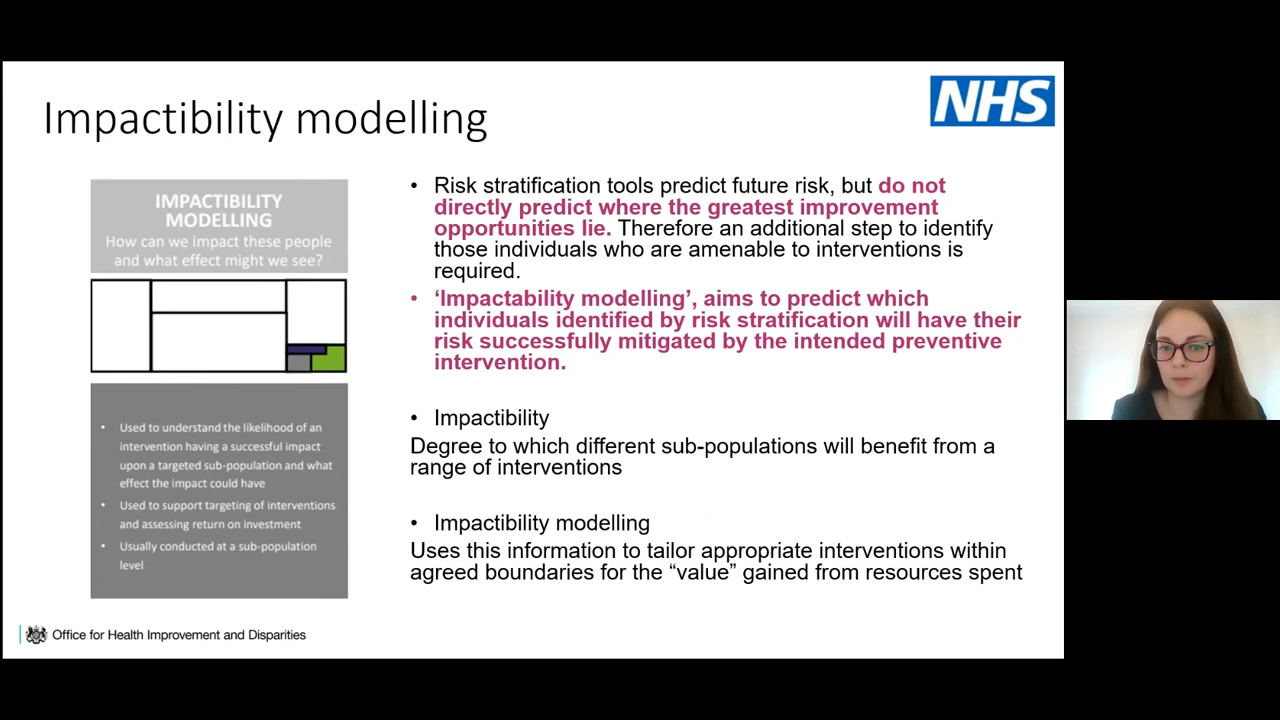 Impactibility modelling
NHS
IMPACTIBILITY
MODELLING
How can we impact these people
and what effect might we see?
• Used to understand the likelihood of an
intervention having a successful impact
upon a targeted sub-population and what
effect the impact could have
• Used to support targeting of interventions
and assessing return on investment
• Usually conducted at a sub-population
level
• Risk stratification tools predict future risk, but do not
directly predict where the greatest improvement
opportunities lie. Therefore an additional step to identify
those individuals who are amenable to interventions is
required.
• ‘Impactability modelling’, aims to predict which
individuals identified by risk stratification will have their
risk successfully mitigated by the intended preventive
intervention.
• Impactibility
Degree to which different sub-populations will benefit from a
range of interventions
• Impactibility modelling
Uses this information to tailor appropriate interventions within
agreed boundaries for the “value” gained from resources spent
Office for Health Improvement and Disparities